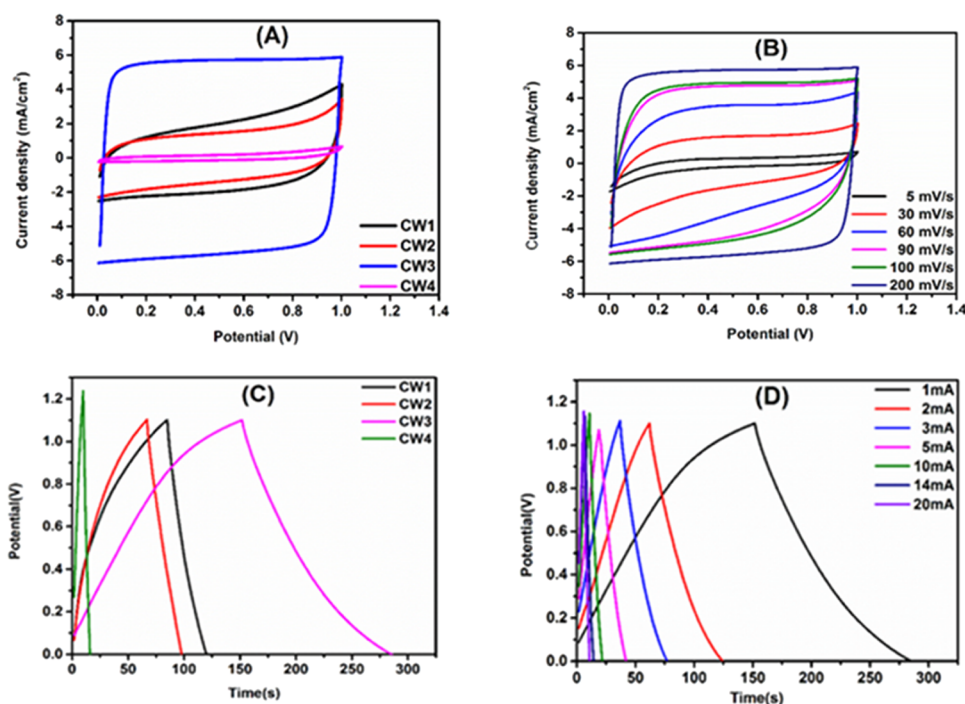 (A)
Current density (mA/cm²)
8
6
4
2
0
-2
-4
-6
-8
0.0 0.2 0.4 0.6 0.8 1.0 1.2 1.4
Potential (V)
CW1
CW2
CW3
CW4
(B)
Current density (mA/cm²)
8
6
4
2
0
-2
-4
-6
-8
0.0 0.2 0.4 0.6 0.8 1.0 1.2 1.4
Potential (V)
5 mV/s
30 mV/s
60 mV/s
90 mV/s
100 mV/s
200 mV/s
(C)
Potential(V)
1.2
1.0
0.8
0.6
0.4
0.2
0.0
0 50 100 150 200 250 300
Time(s)
CW1
CW2
CW3
CW4
(D)
Potential(V)
1.2
1.0
0.8
0.6
0.4
0.2
0.0
0 25 50 75 100 125 150 175 200 225 250 275 300 325
Time(s)
1mA
2mA
3mA
5mA
10mA
14mA
20mA